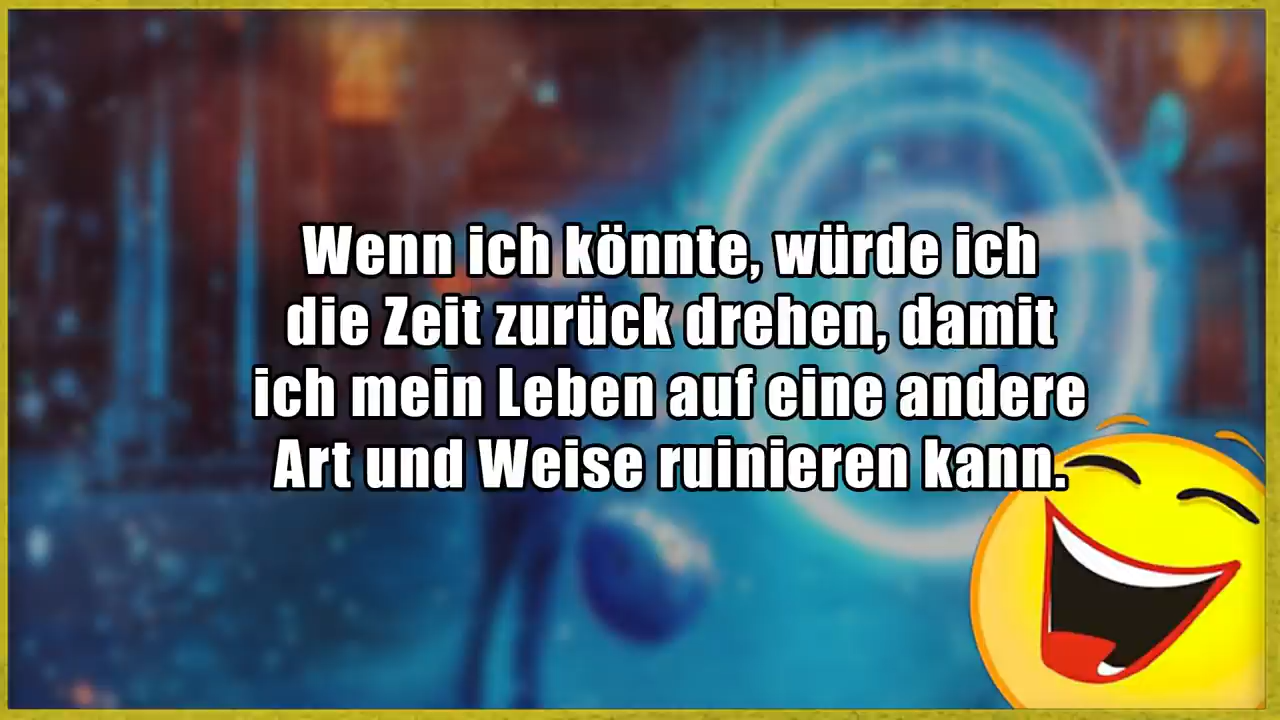 Wenn ich könnte, würde ich
die Zeit zurück drehen, damit
ich mein Leben auf eine andere
Art und Weise ruinieren kann.